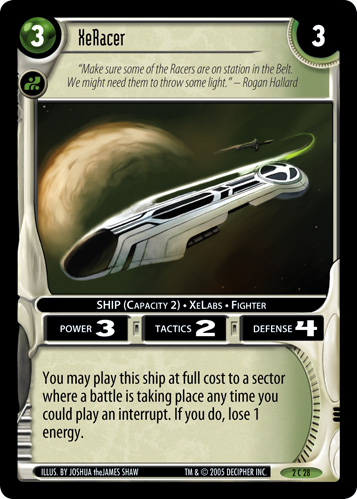 3 XeRacer 3
"Make sure some of the Racers are on station in the Belt.
We might need them to throw some light." – Rogan Hallard
SHIP (CAPACITY 2) • XELABS • FIGHTER
POWER 3 TACTICS 2 DEFENSE 4
You may play this ship at full cost to a sector
where a battle is taking place any time you
could play an interrupt. If you do, lose 1
energy.
ILLUS. BY JOSHUA theJAMES SHAW TM & © 2005 DECIPHER INC. 2 C 28